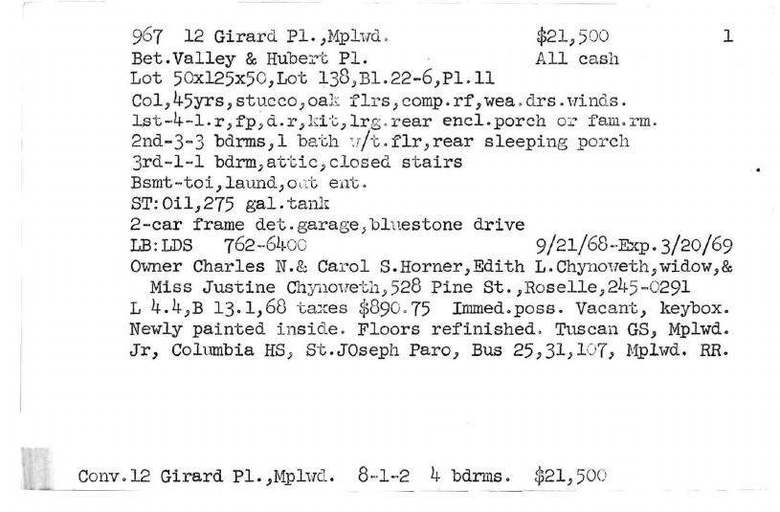 967 12 Girard Pl.,Mplwd. $21,500 1
Bet.Valley & Hubert Pl. All cash
Lot 50x125x50,Lot 138,Bl.22-6,Pl.11
Col,45yrs,stucco,oak flrs,comp.rf,wea.drs.winds.
1st-4-l.r,fp,d.r,kit,lrg.rear encl.porch or fam.rm.
2nd-3-3 bdrms,1 bath w/t.flr,rear sleeping porch
3rd-1-1 bdrm,attic,closed stairs
Bsmt-toi,laund,out ent.
ST:Oil,275 gal.tank
2-car frame det.garage,bluestone drive
LB:LDS 762-6400 9/21/68-Exp.3/20/69
Owner Charles N.& Carol S.Horner,Edith L.Chynoweth,widow,&
Miss Justine Chynoweth,528 Pine St.,Roselle,245-0291
L 4.4,B 13.1,68 taxes $890.75 Immed.poss. Vacant, keybox.
Newly painted inside. Floors refinished. Tuscan GS, Mplwd.
Jr, Columbia HS, St.JOseph Paro, Bus 25,31,107, Mplwd. RR.
Conv.12 Girard Pl.,Mplwd. 8-1-2 4 bdrms. $21,500